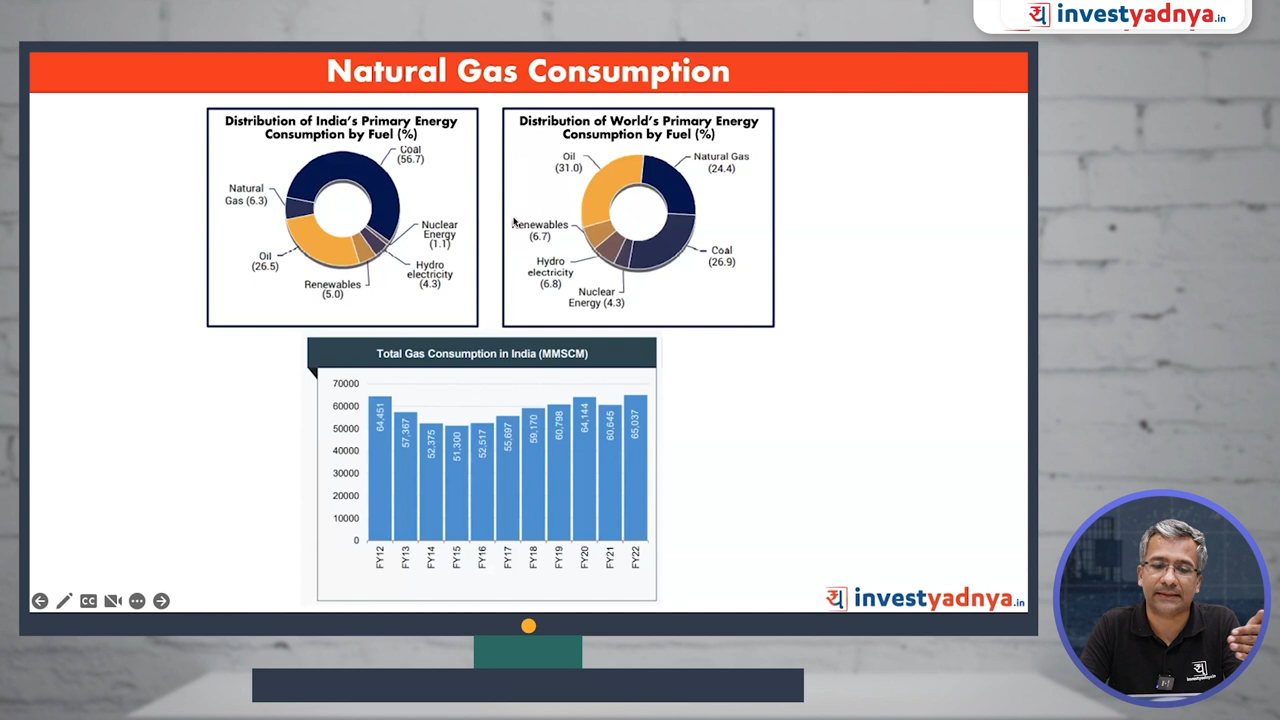 investyadnya.in
Natural Gas Consumption
Distribution of India's Primary Energy
Consumption by Fuel (%)
Coal
(56.7)
Natural
Gas (6.3)
Nuclear
Energy
(1.1)
Oil
(26.5)
Hydro
electricity
(4.3)
Renewables
(5.0)
Distribution of World's Primary Energy
Consumption by Fuel (%)
Oil
(31.0)
Natural Gas
(24.4)
Renewables
(6.7)
Coal
(26.9)
Hydro
electricity
(6.8)
Nuclear
Energy (4.3)
Total Gas Consumption in India (MMSCM)
70000
60000
50000
40000
30000
20000
10000
0
64,451
57,367
52,375
51,300
52,517
55,697
59,170
60,798
64,144
60,645
65,037
FY12
FY13
FY14
FY15
FY16
FY17
FY18
FY19
FY20
FY21
FY22
CC
investyadnya.in
investyadnya.in